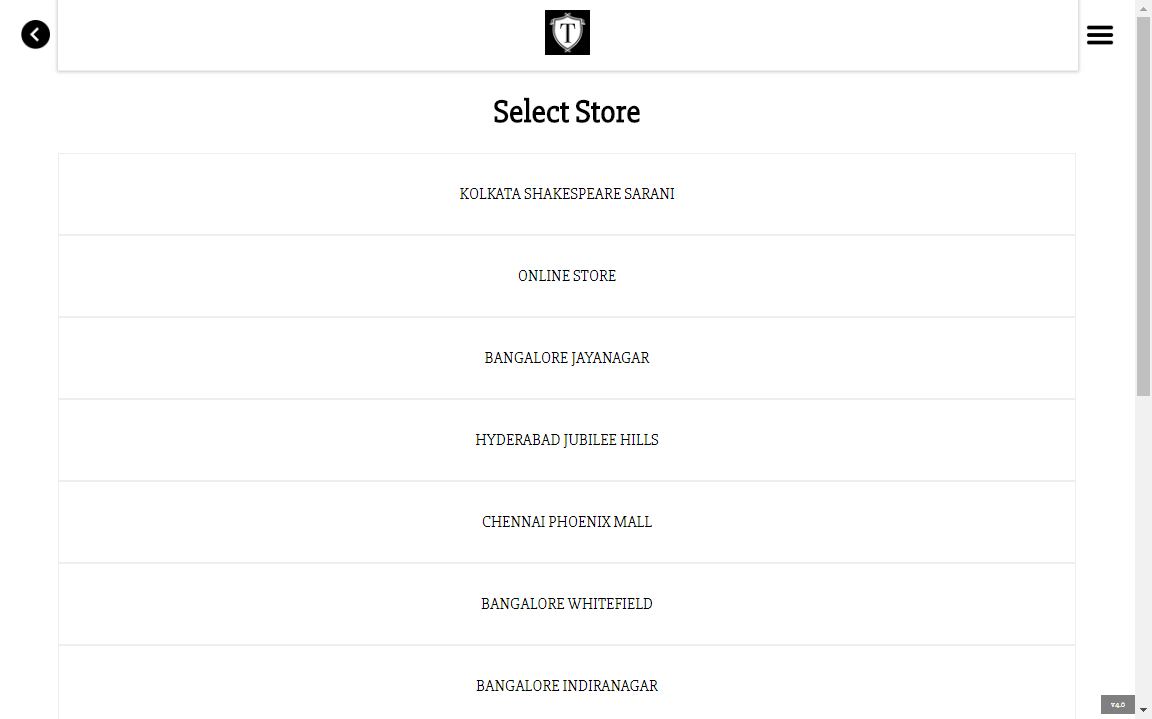 T
Select Store
KOLKATA SHAKESPEARE SARANI
ONLINE STORE
BANGALORE JAYANAGAR
HYDERABAD JUBILEE HILLS
CHENNAI PHOENIX MALL
BANGALORE WHITEFIELD
BANGALORE INDIRANAGAR
v4.0